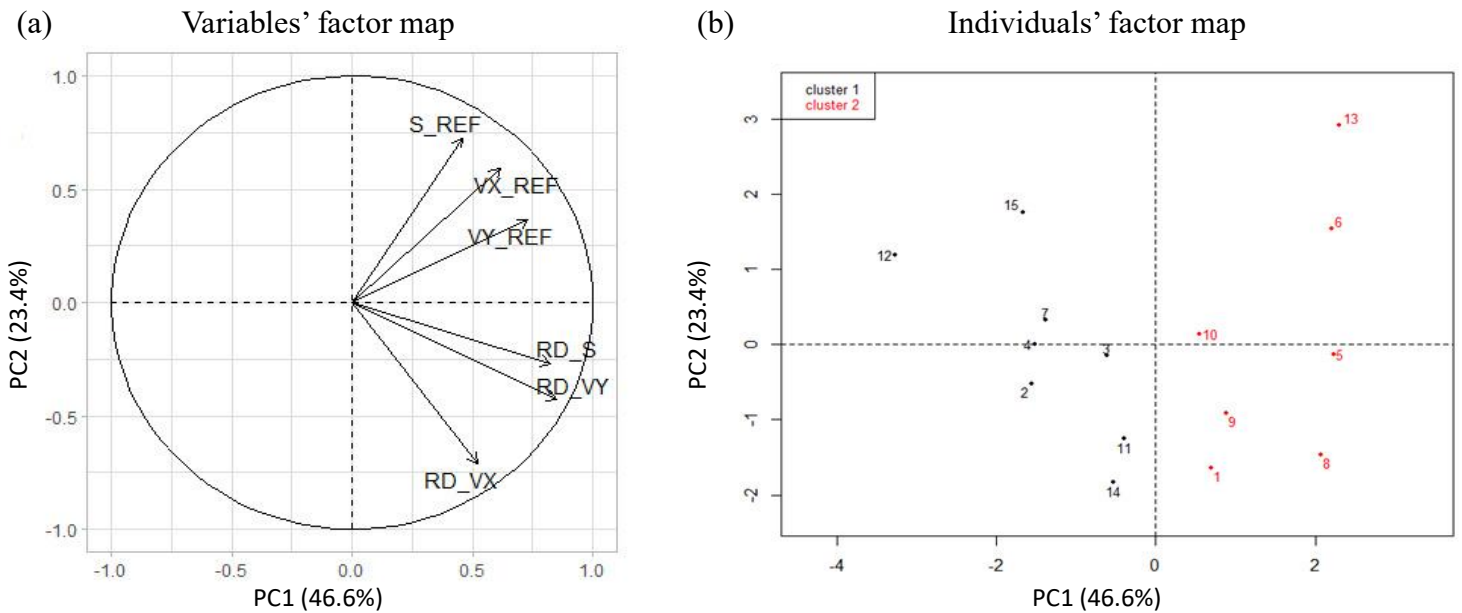 (a) Variables’ factor map
1.0
0.5
0.0
-0.5
-1.0
PC2 (23.4%)
S_REF
VX_REF
VY_REF
RD_S
RD_VY
RD_VX
-1.0 -0.5 0.0 0.5 1.0
PC1 (46.6%)
(b) Individuals’ factor map
cluster 1
cluster 2
3
2
1
0
-1
-2
PC2 (23.4%)
13
15
6
12
7
10
4
3
5
2
9
11
8
1
14
-4 -2 0 2
PC1 (46.6%)